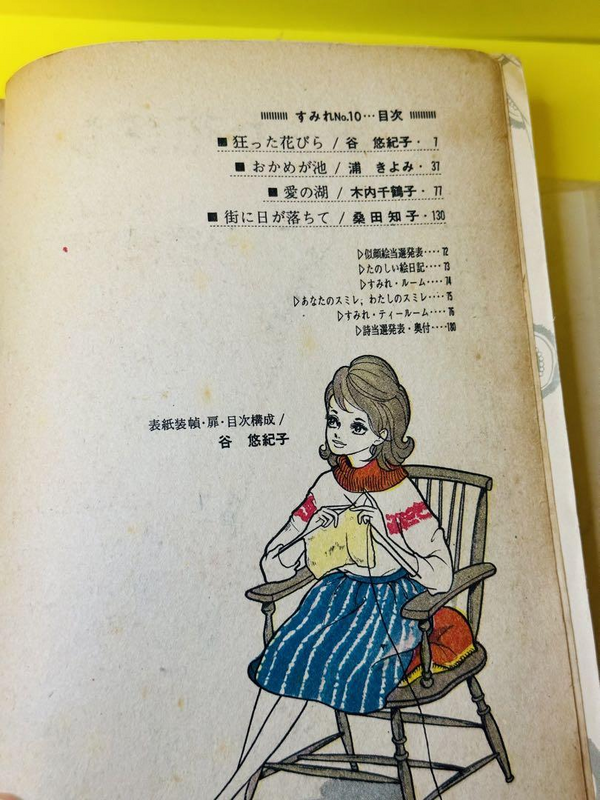 すみれNo.10…目次
■狂った花びら / 谷 悠紀子・7
■おかめが池 / 浦 きよみ・37
■愛の湖 / 木内千鶴子・77
■街に日が落ちて / 桑田知子・130
▷似顔絵当選発表‥‥72
▷たのしい絵日記‥‥73
▷すみれ・ルーム‥‥74
▷あなたのスミレ，わたしのスミレ‥‥75
▷すみれ・ティールーム‥‥76
▷詩当選発表・奥付‥‥180
表紙装幀・扉・目次構成 /
谷 悠紀子